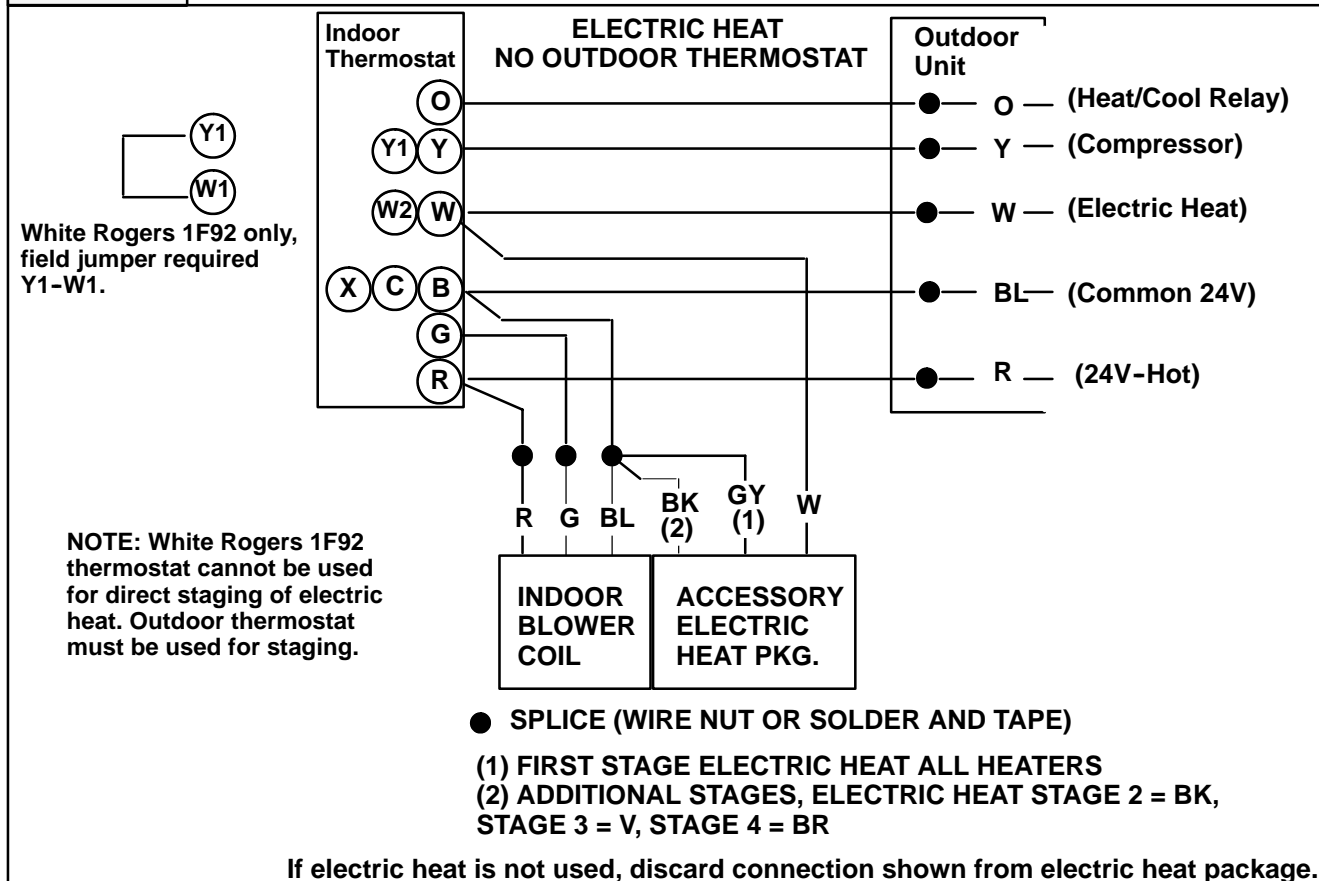 ELECTRIC HEAT
NO OUTDOOR THERMOSTAT
Indoor
Thermostat
Outdoor
Unit
O
O
(Heat/Cool Relay)
Y1
Y1
Y
Y
(Compressor)
W1
W2
W
W
(Electric Heat)
White Rogers 1F92 only,
field jumper required
Y1-W1.
X
C
B
BL
(Common 24V)
G
R
R
(24V-Hot)
R
G
BL
BK
(2)
GY
(1)
W
NOTE: White Rogers 1F92
thermostat cannot be used
for direct staging of electric
heat. Outdoor thermostat
must be used for staging.
INDOOR
BLOWER
COIL
ACCESSORY
ELECTRIC
HEAT PKG.
SPLICE (WIRE NUT OR SOLDER AND TAPE)
(1) FIRST STAGE ELECTRIC HEAT ALL HEATERS
(2) ADDITIONAL STAGES, ELECTRIC HEAT STAGE 2 = BK,
STAGE 3 = V, STAGE 4 = BR
If electric heat is not used, discard connection shown from electric heat package.